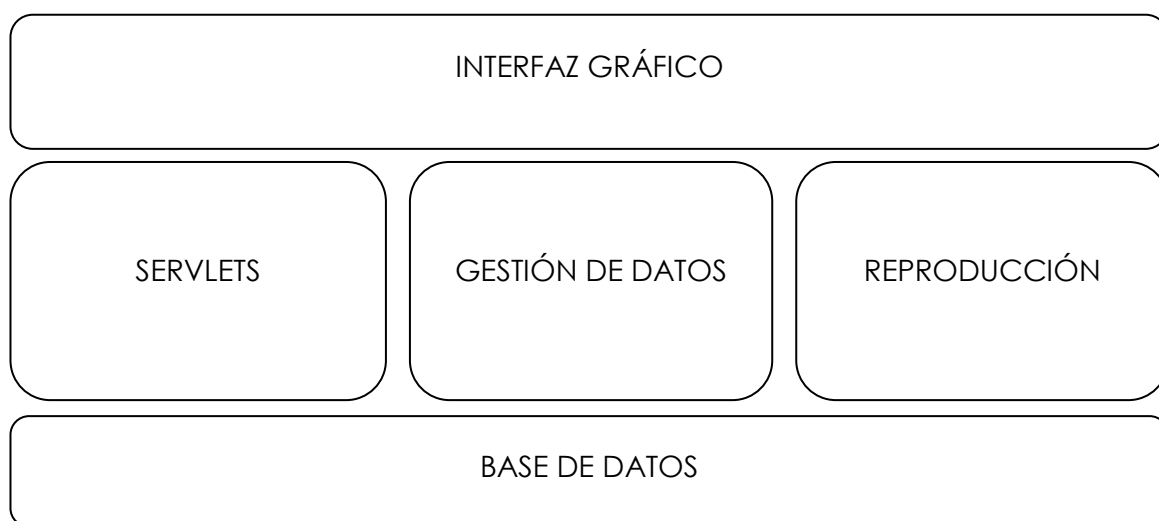 INTERFAZ GRÁFICO
SERVLETS
GESTIÓN DE DATOS
REPRODUCCIÓN
BASE DE DATOS